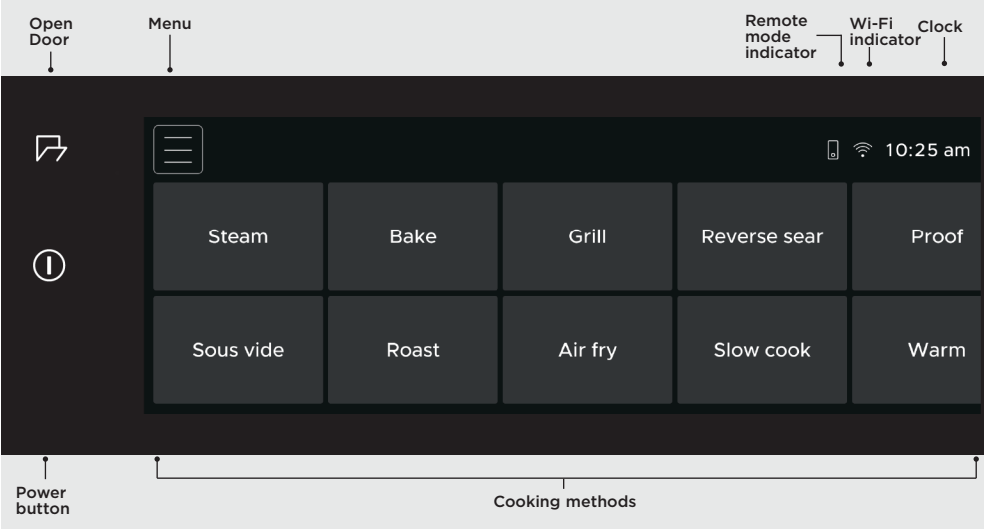 Open
Door
Menu
Remote
mode
indicator
Wi-Fi
indicator
Clock
10:25 am
Steam
Bake
Grill
Reverse sear
Proof
Sous vide
Roast
Air fry
Slow cook
Warm
Power
button
Cooking methods